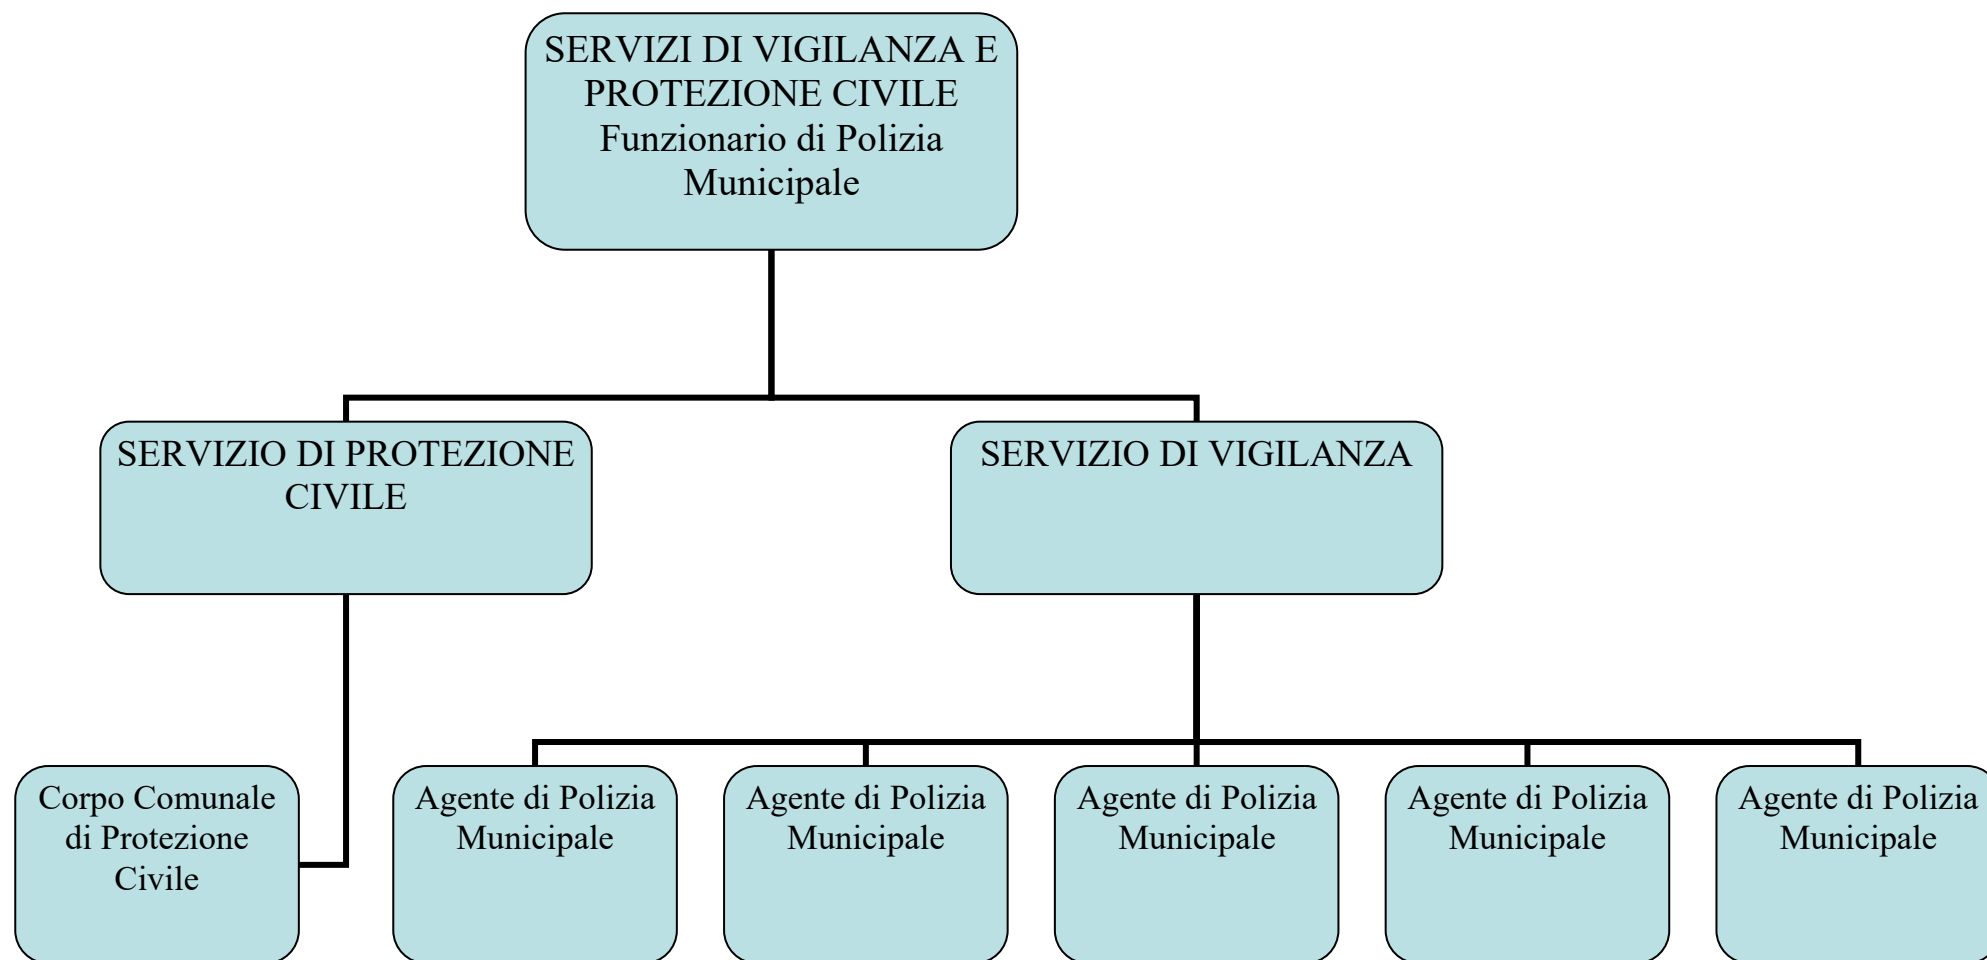 SERVIZI DI VIGILANZA E
PROTEZIONE CIVILE
Funzionario di Polizia
Municipale
SERVIZIO DI PROTEZIONE
CIVILE
SERVIZIO DI VIGILANZA
Corpo Comunale
di Protezione
Civile
Agente di Polizia
Municipale
Agente di Polizia
Municipale
Agente di Polizia
Municipale
Agente di Polizia
Municipale
Agente di Polizia
Municipale